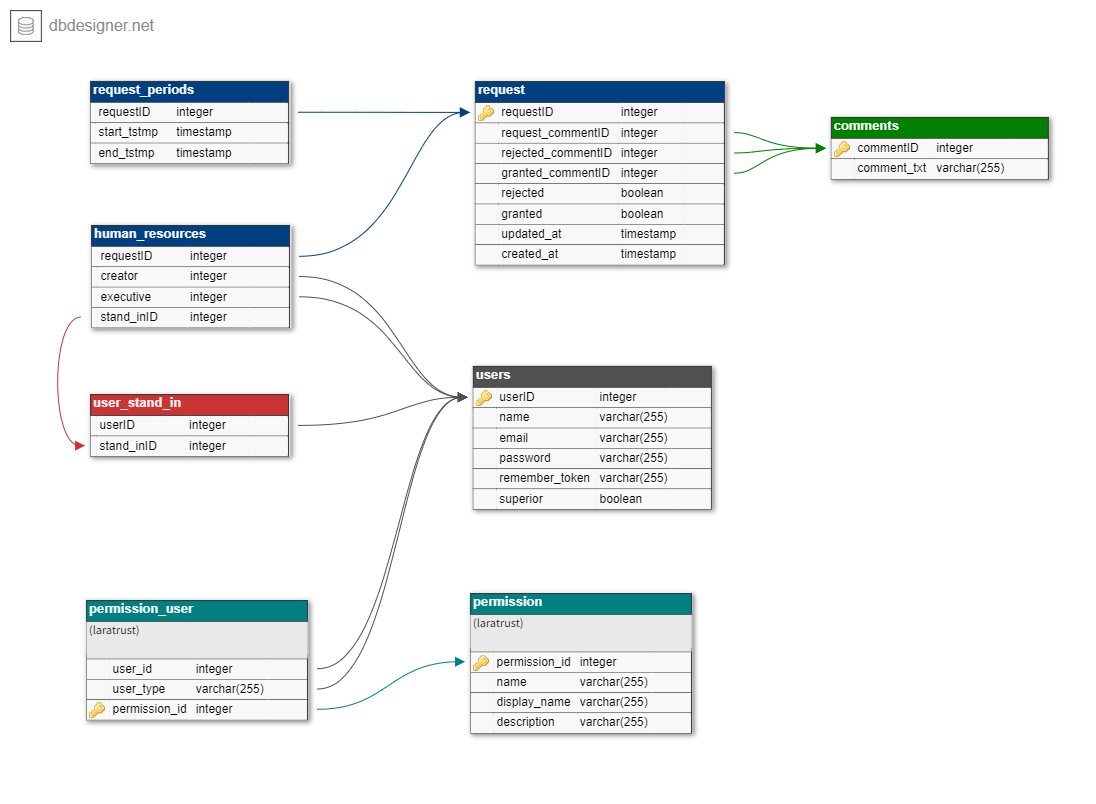 dbdesigner.net
request_periods
requestID integer
start_tstmp timestamp
end_tstmp timestamp
request
requestID integer
request_commentID integer
rejected_commentID integer
granted_commentID integer
rejected boolean
granted boolean
updated_at timestamp
created_at timestamp
comments
commentID integer
comment_txt varchar(255)
human_resources
requestID integer
creator integer
executive integer
stand_inID integer
user_stand_in
userID integer
stand_inID integer
users
userID integer
name varchar(255)
email varchar(255)
password varchar(255)
remember_token varchar(255)
superior boolean
permission_user
(laratrust)
user_id integer
user_type varchar(255)
permission_id integer
permission
(laratrust)
permission_id integer
name varchar(255)
display_name varchar(255)
description varchar(255)